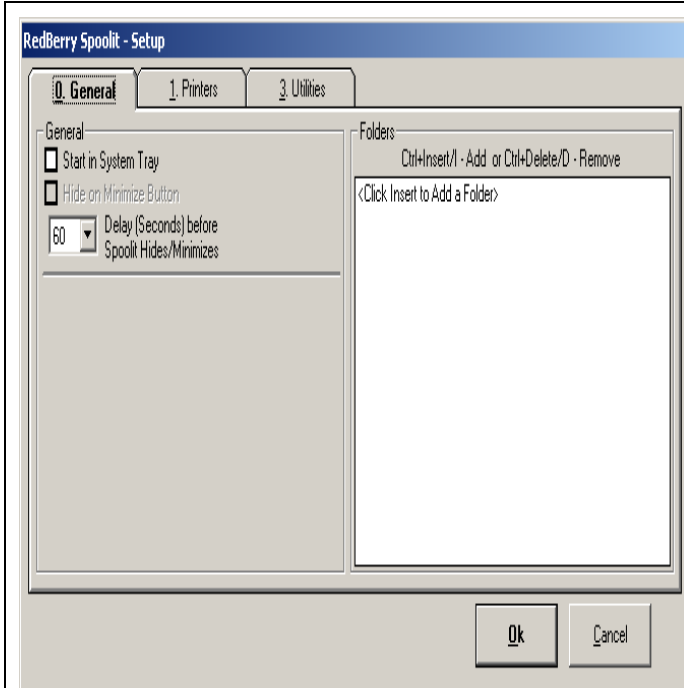 RedBerry Spoolit - Setup
0. General
1. Printers
3. Utilities
General
Start in System Tray
Hide on Minimize Button
60
Delay (Seconds) before
Spoolit Hides/Minimizes
Folders
Ctrl+Insert/I - Add or Ctrl+Delete/D - Remove
<Click Insert to Add a Folder>
Ok
Cancel